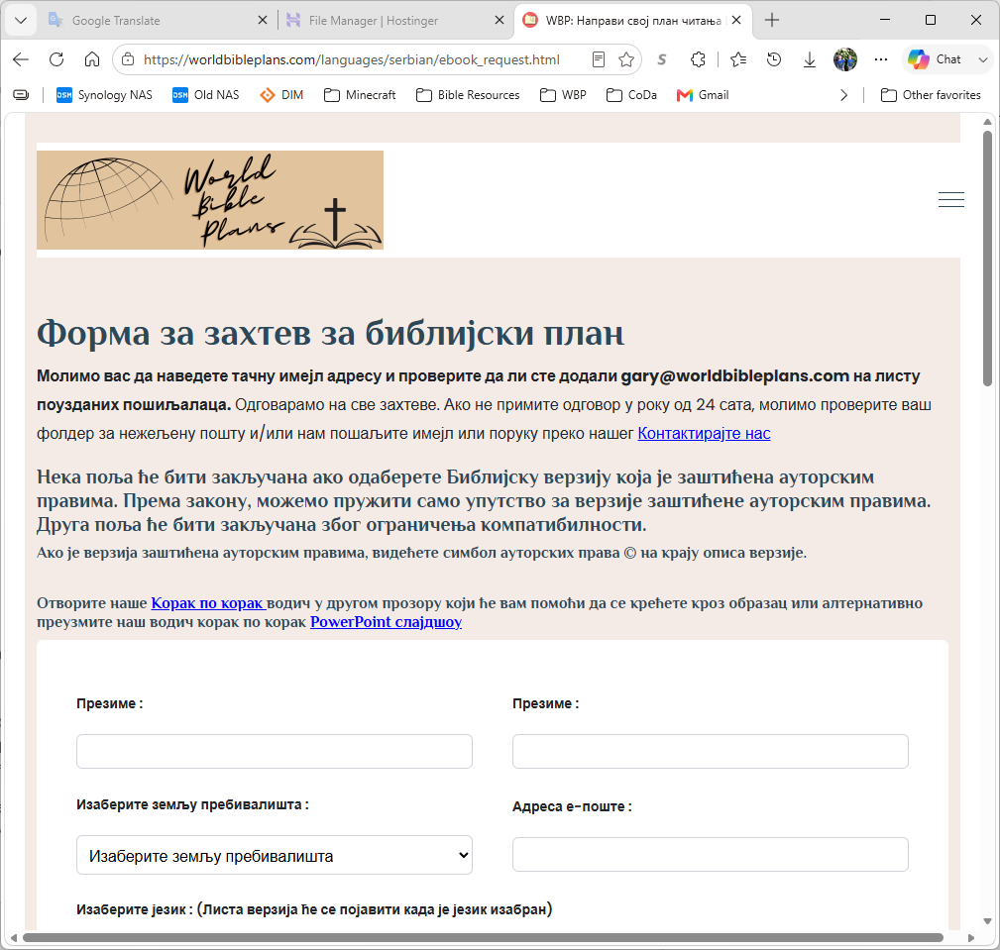 Google Translate
File Manager | Hostinger
WBP: Направи свој план читања
https://worldbibleplans.com/languages/serbian/ebook_request.html
Chat
Synology NAS
Old NAS
DIM
Minecraft
Bible Resources
WBP
CoDa
Gmail
Other favorites
World
Bible
Plans
Форма за захтев за библијски план
Молимо вас да наведете тачну имејл адресу и проверите да ли сте додали gary@worldbibleplans.com на листу
поузданих пошиљалаца. Одговарамо на све захтеве. Ако не примите одговор у року од 24 сата, молимо проверите ваш
фолдер за нежељену пошту и/или нам пошаљите имејл или поруку преко нашег Контактирајте нас
Нека поља ће бити закључана ако одаберете Библијску верзију која је заштићена ауторским
правима. Према закону, можемо пружити само упутство за верзије заштићене ауторским правима.
Друга поља ће бити закључана због ограничења компатибилности.
Ако је верзија заштићена ауторским правима, видећете симбол ауторских права © на крају описа верзије.
Отворите наше Корак по корак водич у другом прозору који ће вам помоћи да се крећете кроз образац или алтернативно
преузмите наш водич корак по корак PowerPoint слајдшоу
Презиме :
Презиме :
Изаберите земљу пребивалишта :
Адреса е-поште :
Изаберите земљу пребивалишта
Изаберите језик : (Листа верзија ће се појавити када је језик изабран)